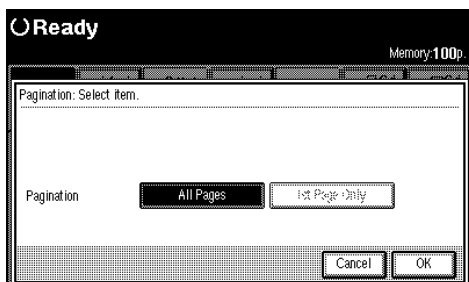 Ready
Memory:100p.
Pagination: Select item.
Pagination
All Pages
1st Page Only
Cancel
OK